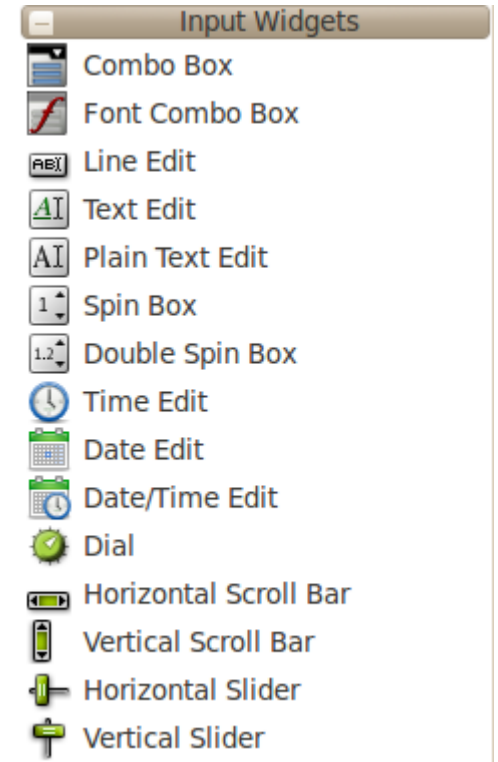 Input Widgets
Combo Box
Font Combo Box
Line Edit
Text Edit
Plain Text Edit
Spin Box
Double Spin Box
Time Edit
Date Edit
Date/Time Edit
Dial
Horizontal Scroll Bar
Vertical Scroll Bar
Horizontal Slider
Vertical Slider